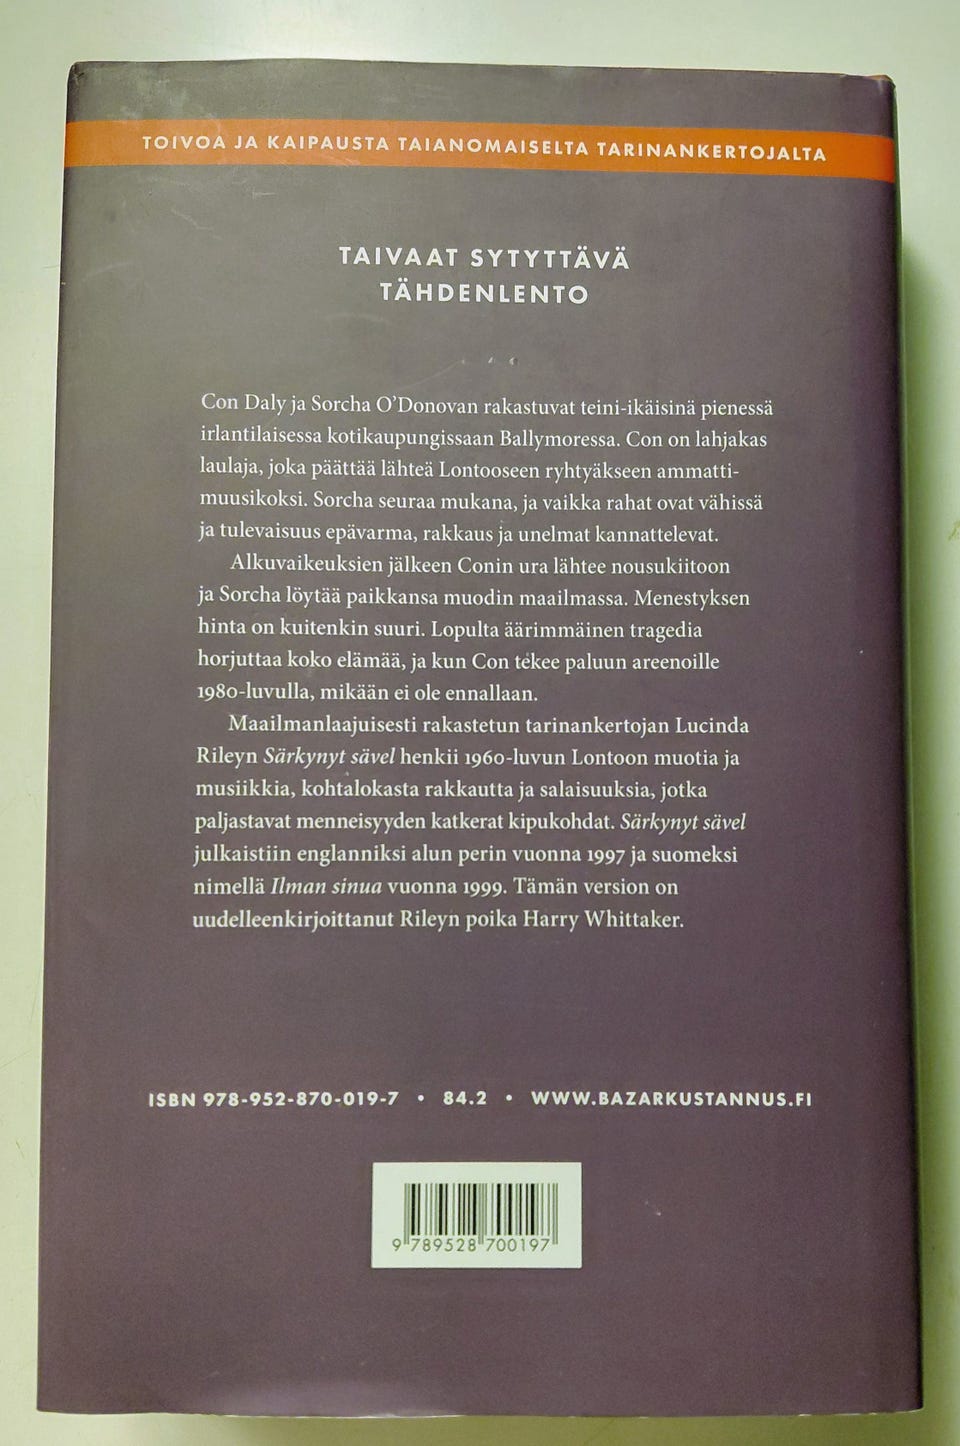 TOIVOA JA KAIPAUSTA TAIANOMAISELTA TARINANKERTOJALTA
TAIVAAT SYTYTTÄVÄ
TÄHDENLENTO
Con Daly ja Sorcha O'Donovan rakastuvat teini-ikäisinä pienessä
irlantilaisessa kotikaupungissaan Ballymoressa. Con on lahjakas
laulaja, joka päättää lähteä Lontooseen ryhtyäkseen ammatti-
muusikoksi. Sorcha seuraa mukana, ja vaikka rahat ovat vähissä
ja tulevaisuus epävarma, rakkaus ja unelmat kannattelevat.
Alkuvaikeuksien jälkeen Conin ura lähtee nousukiitoon
ja Sorcha löytää paikkansa muodin maailmassa. Menestyksen
hinta on kuitenkin suuri. Lopulta äärimmäinen tragedia
horjuttaa koko elämää, ja kun Con tekee paluun areenoille
1980-luvulla, mikään ei ole ennallaan.
Maailmanlaajuisesti rakastetun tarinankertojan Lucinda
Rileyn Särkynyt sävel henkii 1960-luvun Lontoon muotia ja
musiikkia, kohtalokasta rakkautta ja salaisuuksia, jotka
paljastavat menneisyyden katkerat kipukohdat. Särkynyt sävel
julkaistiin englanniksi alun perin vuonna 1997 ja suomeksi
nimellä Ilman sinua vuonna 1999. Tämän version on
uudelleenkirjoittanut Rileyn poika Harry Whittaker.
ISBN 978-952-870-019-7 • 84.2 • WWW.BAZARKUSTANNUS.FI
9 789528 700197